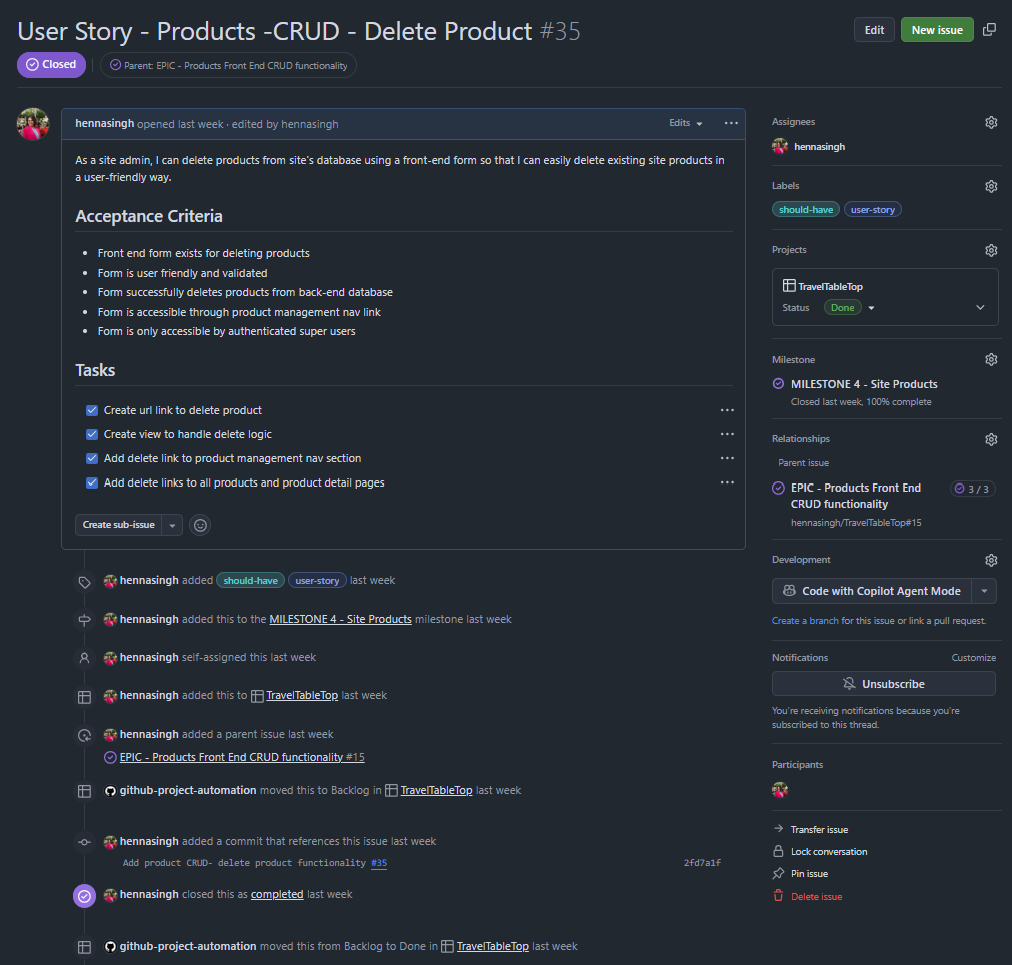 User Story - Products -CRUD - Delete Product #35
Edit
New issue
Closed
Parent: EPIC - Products Front End CRUD functionality
hennasingh opened last week · edited by hennasingh
Edits
As a site admin, I can delete products from site's database using a front-end form so that I can easily delete existing site products in
a user-friendly way.
Acceptance Criteria
• Front end form exists for deleting products
• Form is user friendly and validated
• Form successfully deletes products from back-end database
• Form is accessible through product management nav link
• Form is only accessible by authenticated super users
Tasks
Create url link to delete product
Create view to handle delete logic
Add delete link to product management nav section
Add delete links to all products and product detail pages
Create sub-issue
hennasingh added should-have user-story last week
hennasingh added this to the MILESTONE 4 - Site Products milestone last week
hennasingh self-assigned this last week
hennasingh added this to TravelTableTop last week
hennasingh added a parent issue last week
EPIC - Products Front End CRUD functionality #15
github-project-automation moved this to Backlog in TravelTableTop last week
hennasingh added a commit that references this issue last week
Add product CRUD- delete product functionality #35
2fd7a1f
hennasingh closed this as completed last week
github-project-automation moved this from Backlog to Done in TravelTableTop last week
Assignees
hennasingh
Labels
should-have user-story
Projects
TravelTableTop
Status Done
Milestone
MILESTONE 4 - Site Products
Closed last week, 100% complete
Relationships
Parent issue
EPIC - Products Front End
CRUD functionality
3 / 3
hennasingh/TravelTableTop#15
Development
Code with Copilot Agent Mode
Create a branch for this issue or link a pull request.
Notifications
Customize
Unsubscribe
You're receiving notifications because you're
subscribed to this thread.
Participants
Transfer issue
Lock conversation
Pin issue
Delete issue